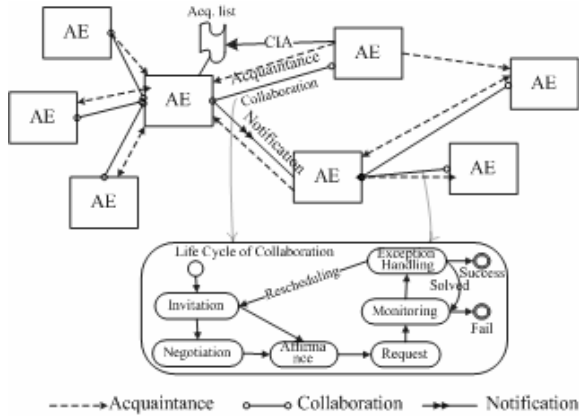 Acq. list
AE
CIA
AE
AE
Acquaintance
AE
AE
Collaboration
Notification
AE
AE
AE
Life Cycle of Collaboration
Exception
Handling
Success
Solved
Rescheduling
Invitation
Monitoring
Fail
Negotiation
Affirma
nce
Request
Acquaintance
Collaboration
Notification